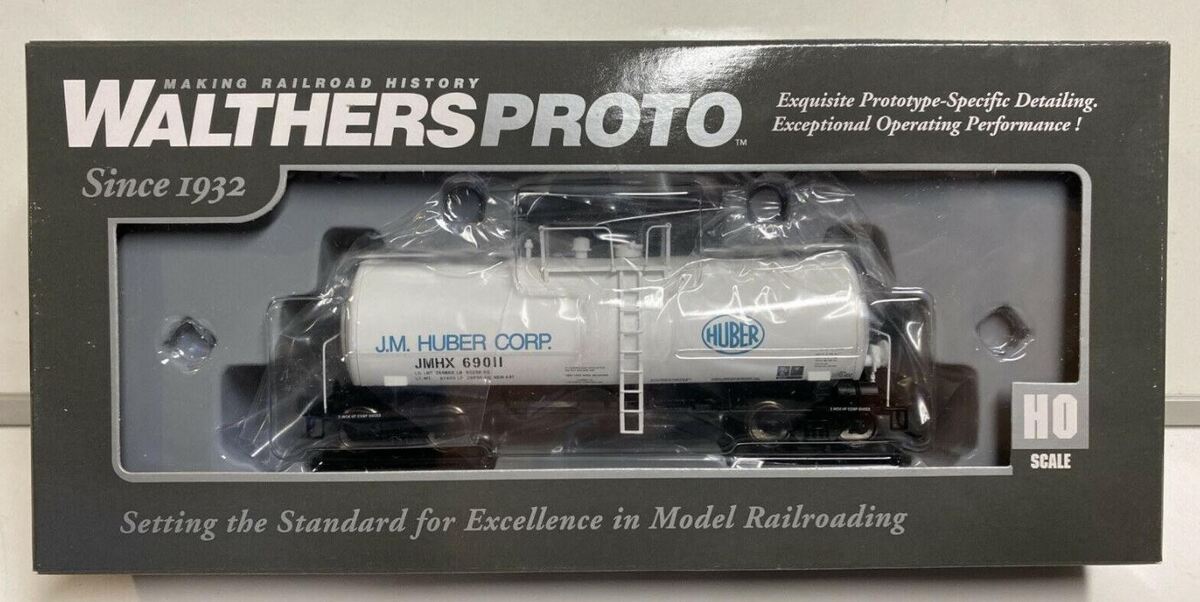 MAKING RAILROAD HISTORY
WALTHERSPROTO™
Since 1932
Exquisite Prototype-Specific Detailing.
Exceptional Operating Performance !
J.M. HUBER CORP.
JMHX 69011
HUBER
HO
SCALE
Setting the Standard for Excellence in Model Railroading